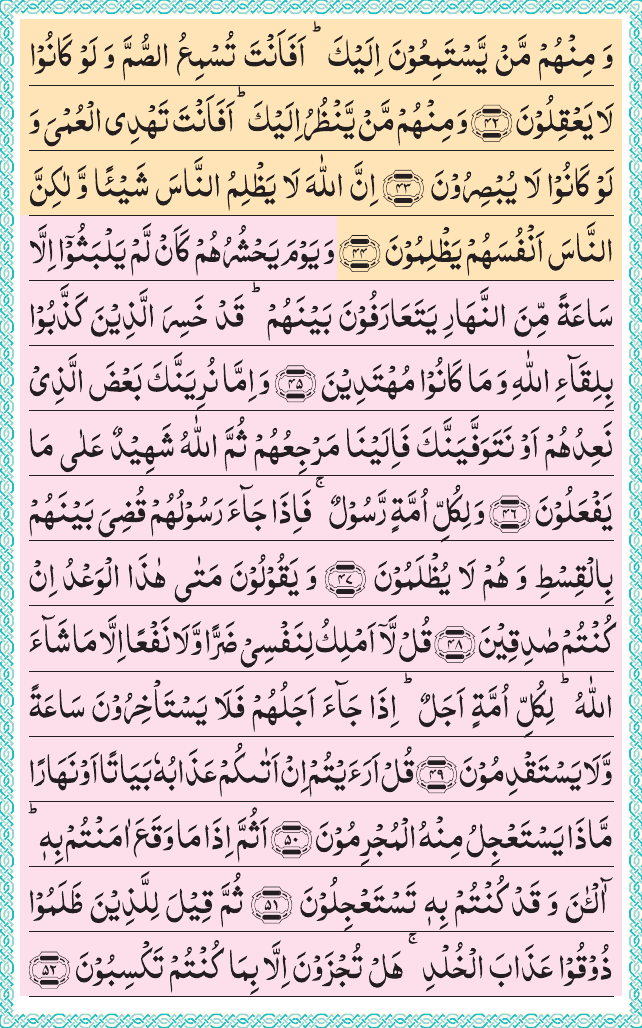 وَ مِنْهُمْ مَّنْ يَّسْتَمِعُوْنَ اِلَيْكَ ؕ اَفَاَنْتَ تُسْمِعُ الصُّمَّ وَ لَوْ كَانُوْا
لَا يَعْقِلُوْنَ ۝۴۲ وَ مِنْهُمْ مَّنْ يَّنْظُرُ اِلَيْكَ ؕ اَفَاَنْتَ تَهْدِی الْعُمْیَ وَ
لَوْ كَانُوْا لَا يُبْصِرُوْنَ ۝۴۳ اِنَّ اللّٰهَ لَا يَظْلِمُ النَّاسَ شَيْـًٔا وَّ لٰكِنَّ
النَّاسَ اَنْفُسَهُمْ يَظْلِمُوْنَ ۝۴۴ وَ يَوْمَ يَحْشُرُهُمْ كَاَنْ لَّمْ يَلْبَثُوْۤا اِلَّا
سَاعَةً مِّنَ النَّهَارِ يَتَعَارَفُوْنَ بَيْنَهُمْ ؕ قَدْ خَسِرَ الَّذِيْنَ كَذَّبُوْا
بِلِقَآءِ اللّٰهِ وَ مَا كَانُوْا مُهْتَدِيْنَ ۝۴۵ وَ اِمَّا نُرِيَنَّكَ بَعْضَ الَّذِیْ
نَعِدُهُمْ اَوْ نَتَوَفَّيَنَّكَ فَاِلَيْنَا مَرْجِعُهُمْ ثُمَّ اللّٰهُ شَهِيْدٌ عَلٰی مَا
يَفْعَلُوْنَ ۝۴۶ وَ لِكُلِّ اُمَّةٍ رَّسُوْلٌ ۚ فَاِذَا جَآءَ رَسُوْلُهُمْ قُضِیَ بَيْنَهُمْ
بِالْقِسْطِ وَ هُمْ لَا يُظْلَمُوْنَ ۝۴۷ وَ يَقُوْلُوْنَ مَتٰی هٰذَا الْوَعْدُ اِنْ
كُنْتُمْ صٰدِقِيْنَ ۝۴۸ قُلْ لَّاۤ اَمْلِكُ لِنَفْسِیْ ضَرًّا وَّ لَا نَفْعًا اِلَّا مَا شَآءَ
اللّٰهُ ؕ لِكُلِّ اُمَّةٍ اَجَلٌ ؕ اِذَا جَآءَ اَجَلُهُمْ فَلَا يَسْتَاْخِرُوْنَ سَاعَةً
وَّ لَا يَسْتَقْدِمُوْنَ ۝۴۹ قُلْ اَرَءَيْتُمْ اِنْ اَتٰىكُمْ عَذَابُهٗ بَيَاتًا اَوْ نَهَارًا
مَّاذَا يَسْتَعْجِلُ مِنْهُ الْمُجْرِمُوْنَ ۝۵۰ اَثُمَّ اِذَا مَا وَقَعَ اٰمَنْتُمْ بِهٖ ؕ
آٰلْـٰٔنَ وَ قَدْ كُنْتُمْ بِهٖ تَسْتَعْجِلُوْنَ ۝۵۱ ثُمَّ قِيْلَ لِلَّذِيْنَ ظَلَمُوْا
ذُوْقُوْا عَذَابَ الْخُلْدِ ۚ هَلْ تُجْزَوْنَ اِلَّا بِمَا كُنْتُمْ تَكْسِبُوْنَ ۝۵۲